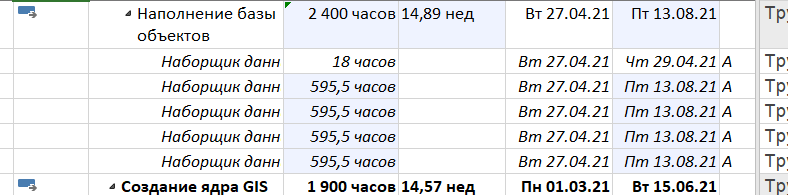 Наполнение базы объектов 2 400 часов 14,89 нед Вт 27.04.21 Пт 13.08.21 Тру
Наборщик данн 18 часов Вт 27.04.21 Чт 29.04.21 А Тру
Наборщик данн 595,5 часов Вт 27.04.21 Пт 13.08.21 А Тру
Наборщик данн 595,5 часов Вт 27.04.21 Пт 13.08.21 А Тру
Наборщик данн 595,5 часов Вт 27.04.21 Пт 13.08.21 А Тру
Наборщик данн 595,5 часов Вт 27.04.21 Пт 13.08.21 А Тру
Создание ядра GIS 1 900 часов 14,57 нед Пн 01.03.21 Вт 15.06.21 Тру